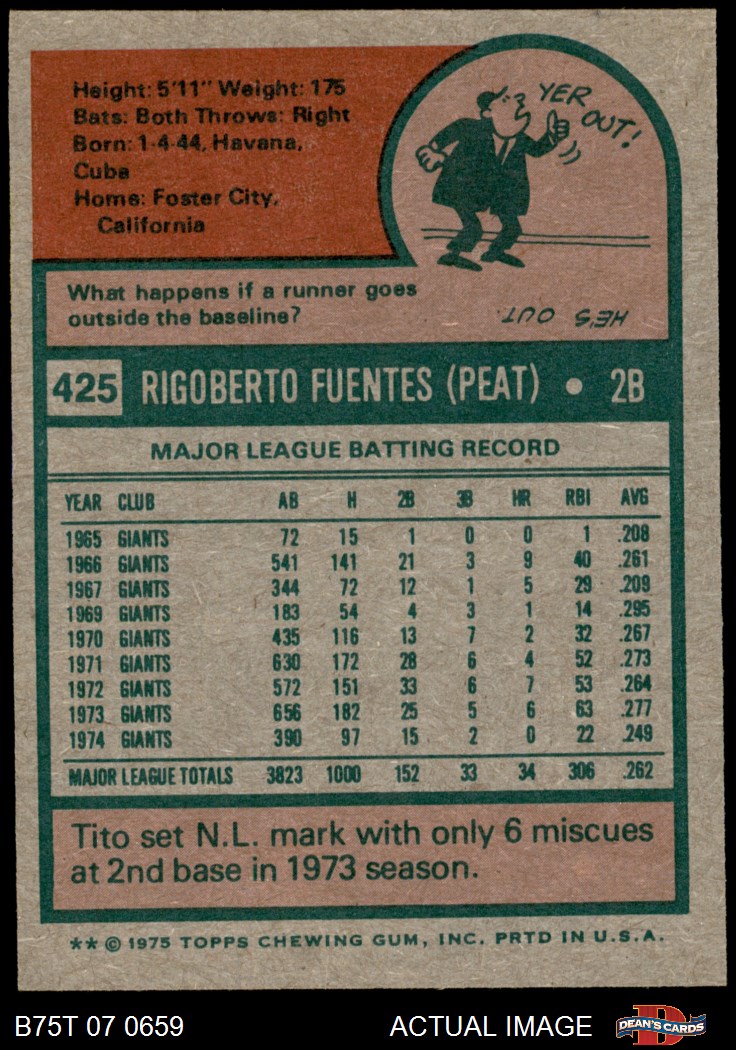 Height: 5'11" Weight: 175
Bats: Both Throws: Right
Born: 1-4-44, Havana,
Cuba
Home: Foster City,
California
YER
OUT!
What happens if a runner goes
outside the baseline?
HE'S OUT.
425 RIGOBERTO FUENTES (PEAT) • 2B
MAJOR LEAGUE BATTING RECORD
YEAR CLUB AB H 2B 3B HR RBI AVG
1965 GIANTS 72 15 1 0 0 1 .208
1966 GIANTS 541 141 21 3 9 40 .261
1967 GIANTS 344 72 12 1 5 29 .209
1969 GIANTS 183 54 4 3 1 14 .295
1970 GIANTS 435 116 13 7 2 32 .267
1971 GIANTS 630 172 28 6 4 52 .273
1972 GIANTS 572 151 33 6 7 53 .264
1973 GIANTS 656 182 25 5 6 63 .277
1974 GIANTS 390 97 15 2 0 22 .249
MAJOR LEAGUE TOTALS 3823 1000 152 33 34 306 .262
Tito set N.L. mark with only 6 miscues
at 2nd base in 1973 season.
** © 1975 TOPPS CHEWING GUM, INC. PRTD IN U.S.A.
B75T 07 0659 ACTUAL IMAGE D DEAN'S CARDS